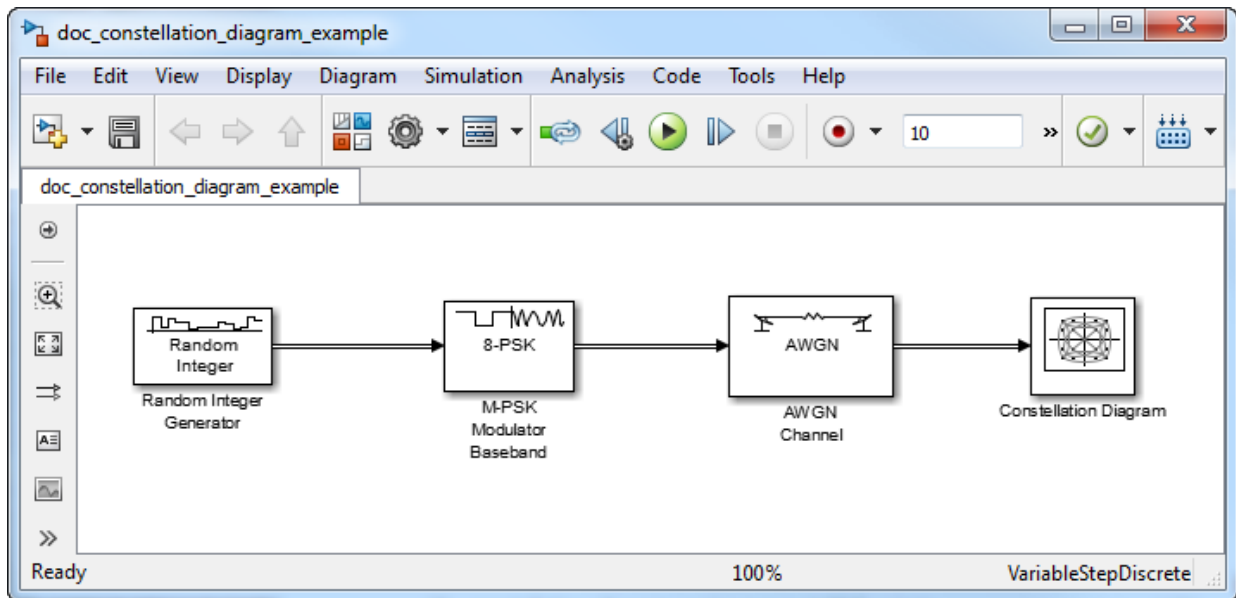 doc_constellation_diagram_example
File Edit View Display Diagram Simulation Analysis Code Tools Help
10
»
doc_constellation_diagram_example
Random
Integer
Random Integer
Generator
8-PSK
M-PSK
Modulator
Baseband
AWGN
AWGN
Channel
Constellation Diagram
Ready 100% VariableStepDiscrete